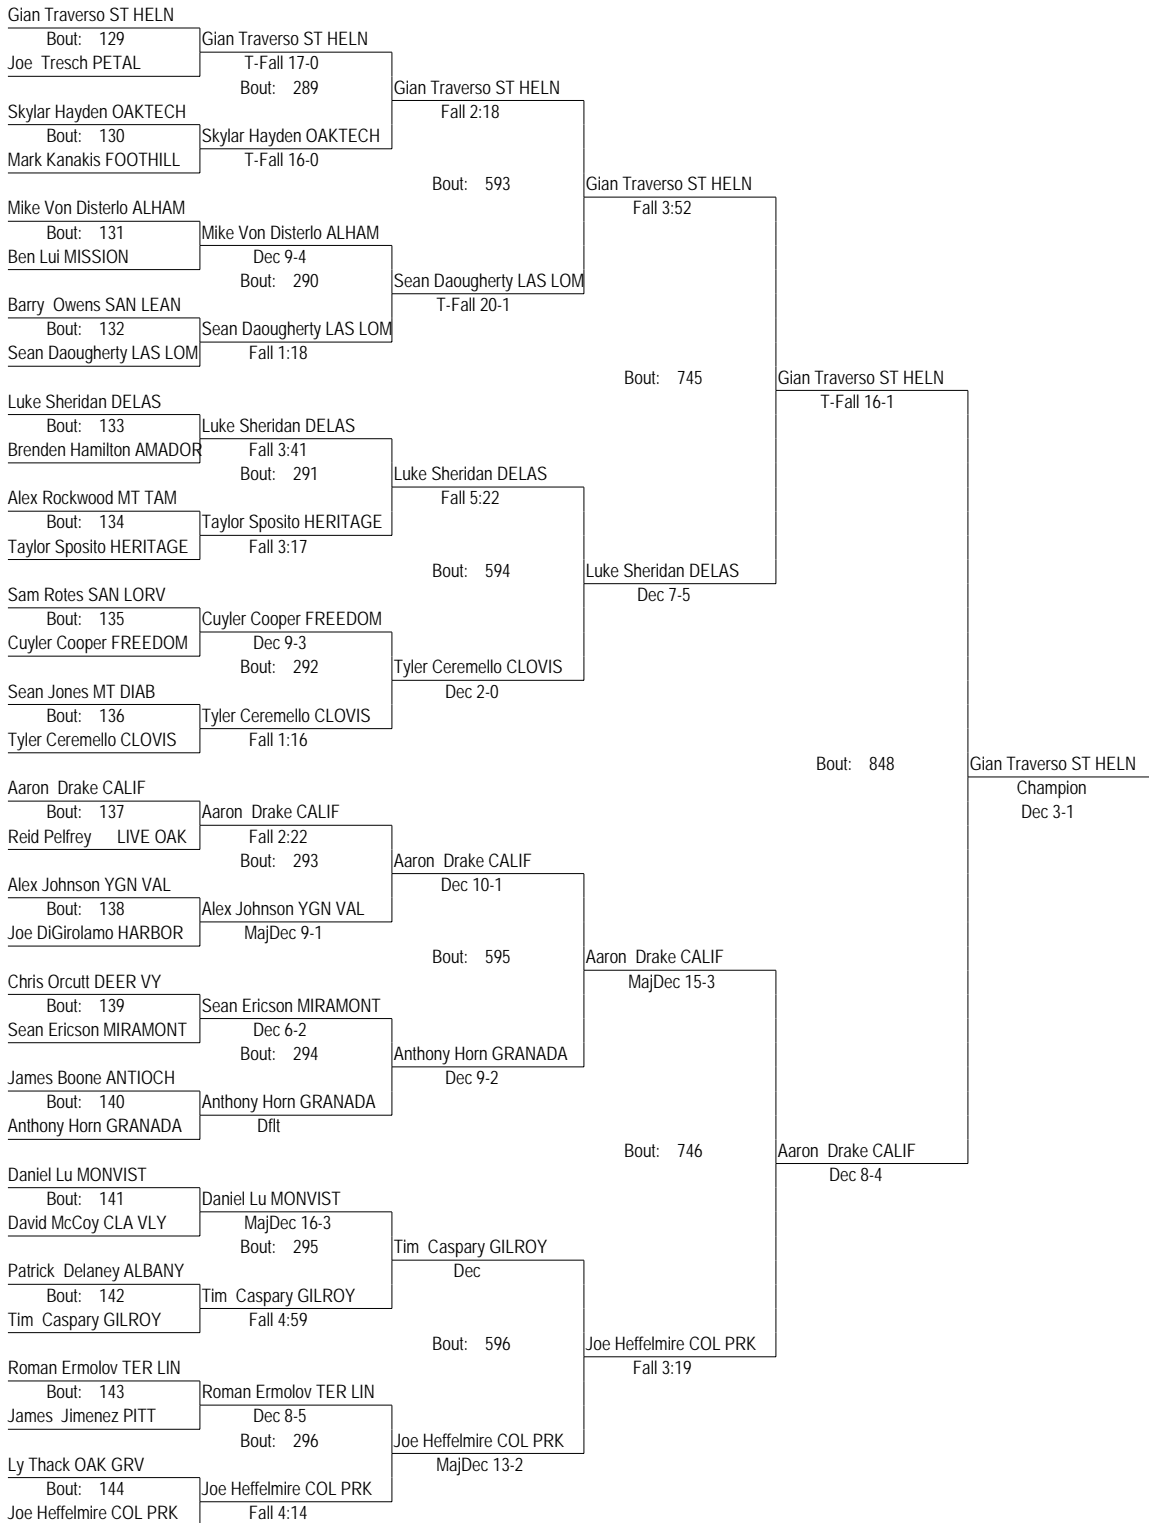 Gian Traverso ST HELN
Bout: 129
Gian Traverso ST HELN
Joe Tresch PETAL
T-Fall 17-0
Bout: 289
Gian Traverso ST HELN
Skylar Hayden OAKTECH
Fall 2:18
Bout: 130
Skylar Hayden OAKTECH
Mark Kanakis FOOTHILL
T-Fall 16-0
Bout: 593
Gian Traverso ST HELN
Mike Von Disterlo ALHAM
Fall 3:52
Bout: 131
Mike Von Disterlo ALHAM
Ben Lui MISSION
Dec 9-4
Bout: 290
Sean Daougherty LAS LOM
Barry Owens SAN LEAN
T-Fall 20-1
Bout: 132
Sean Daougherty LAS LOM
Sean Daougherty LAS LOM
Fall 1:18
Bout: 745
Gian Traverso ST HELN
Luke Sheridan DELAS
T-Fall 16-1
Bout: 133
Luke Sheridan DELAS
Brenden Hamilton AMADOR
Fall 3:41
Bout: 291
Luke Sheridan DELAS
Alex Rockwood MT TAM
Fall 5:22
Bout: 134
Taylor Sposito HERITAGE
Taylor Sposito HERITAGE
Fall 3:17
Bout: 594
Luke Sheridan DELAS
Sam Rotes SAN LORV
Dec 7-5
Bout: 135
Cuyler Cooper FREEDOM
Cuyler Cooper FREEDOM
Dec 9-3
Bout: 292
Tyler Ceremello CLOVIS
Sean Jones MT DIAB
Dec 2-0
Bout: 136
Tyler Ceremello CLOVIS
Tyler Ceremello CLOVIS
Fall 1:16
Bout: 848
Gian Traverso ST HELN
Aaron Drake CALIF
Champion
Bout: 137
Aaron Drake CALIF
Dec 3-1
Reid Pelfrey LIVE OAK
Fall 2:22
Bout: 293
Aaron Drake CALIF
Alex Johnson YGN VAL
Dec 10-1
Bout: 138
Alex Johnson YGN VAL
Joe DiGirolamo HARBOR
MajDec 9-1
Bout: 595
Aaron Drake CALIF
Chris Orcutt DEER VY
MajDec 15-3
Bout: 139
Sean Ericson MIRAMONT
Sean Ericson MIRAMONT
Dec 6-2
Bout: 294
Anthony Horn GRANADA
James Boone ANTIOCH
Dec 9-2
Bout: 140
Anthony Horn GRANADA
Anthony Horn GRANADA
Dflt
Bout: 746
Aaron Drake CALIF
Daniel Lu MONVIST
Dec 8-4
Bout: 141
Daniel Lu MONVIST
David McCoy CLA VLY
MajDec 16-3
Bout: 295
Tim Caspary GILROY
Patrick Delaney ALBANY
Dec
Bout: 142
Tim Caspary GILROY
Tim Caspary GILROY
Fall 4:59
Bout: 596
Joe Heffelmire COL PRK
Roman Ermolov TER LIN
Fall 3:19
Bout: 143
Roman Ermolov TER LIN
James Jimenez PITT
Dec 8-5
Bout: 296
Joe Heffelmire COL PRK
Ly Thack OAK GRV
MajDec 13-2
Bout: 144
Joe Heffelmire COL PRK
Joe Heffelmire COL PRK
Fall 4:14